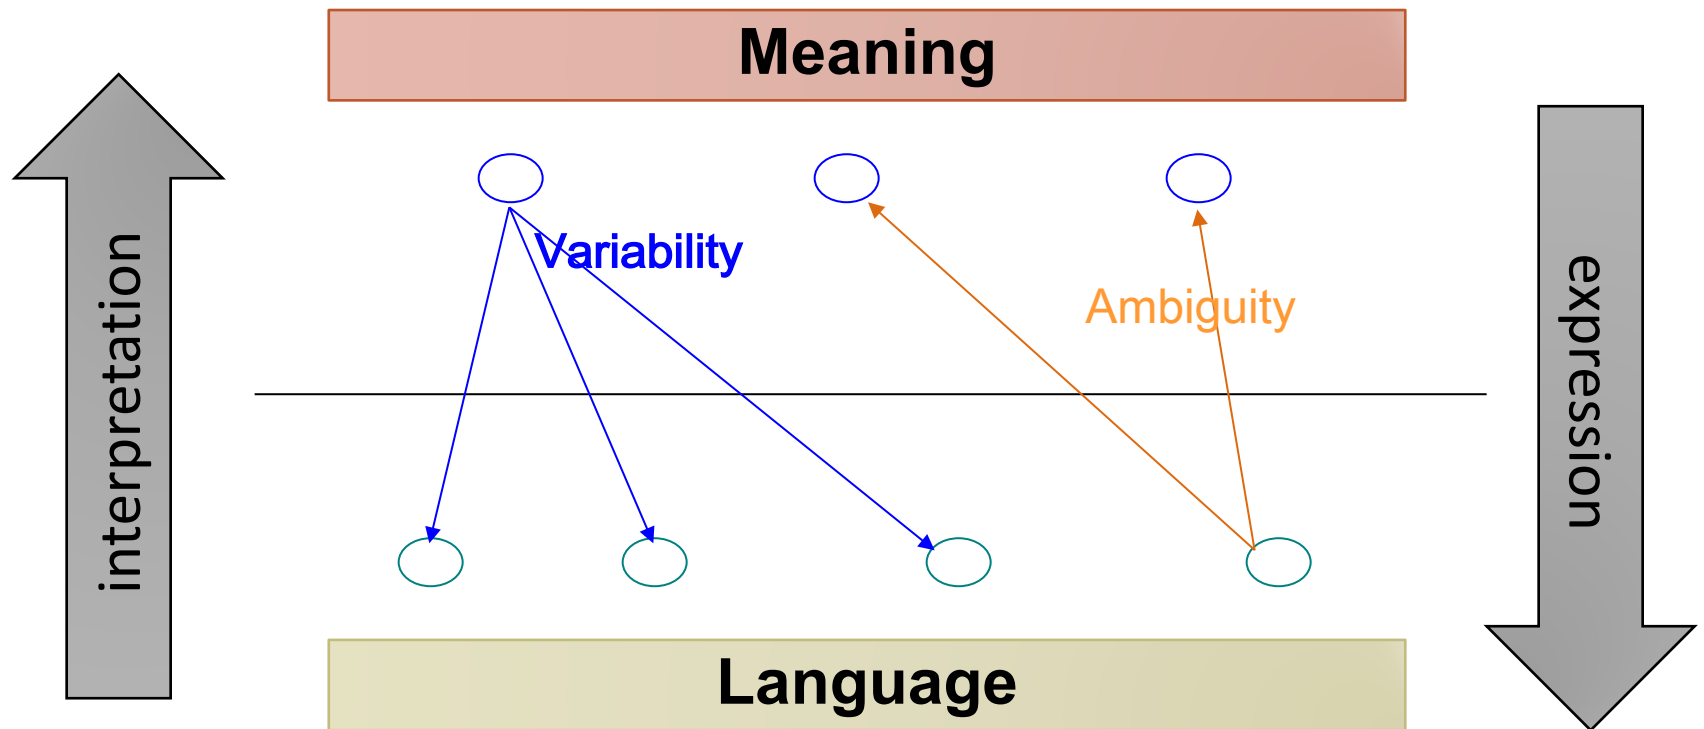 Meaning
interpretation
Variability
Ambiguity
expression
Language